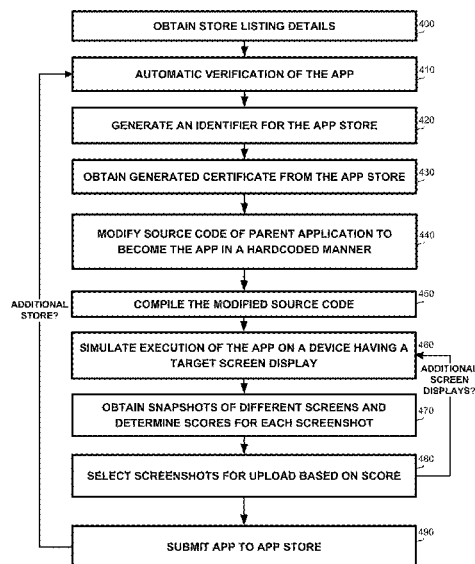 OBTAIN STORE LISTING DETAILS
400
AUTOMATIC VERIFICATION OF THE APP
410
GENERATE AN IDENTIFIER FOR THE APP STORE
420
OBTAIN GENERATED CERTIFICATE FROM THE APP STORE
430
MODIFY SOURCE CODE OF PARENT APPLICATION TO
BECOME THE APP IN A HARDCODED MANNER
440
ADDITIONAL
STORE?
COMPILE THE MODIFIED SOURCE CODE
450
SIMULATE EXECUTION OF THE APP ON A DEVICE HAVING A
TARGET SCREEN DISPLAY
460
ADDITIONAL
SCREEN
DISPLAYS?
OBTAIN SNAPSHOTS OF DIFFERENT SCREENS AND
DETERMINE SCORES FOR EACH SCREENSHOT
470
SELECT SCREENSHOTS FOR UPLOAD BASED ON SCORE
480
SUBMIT APP TO APP STORE
490